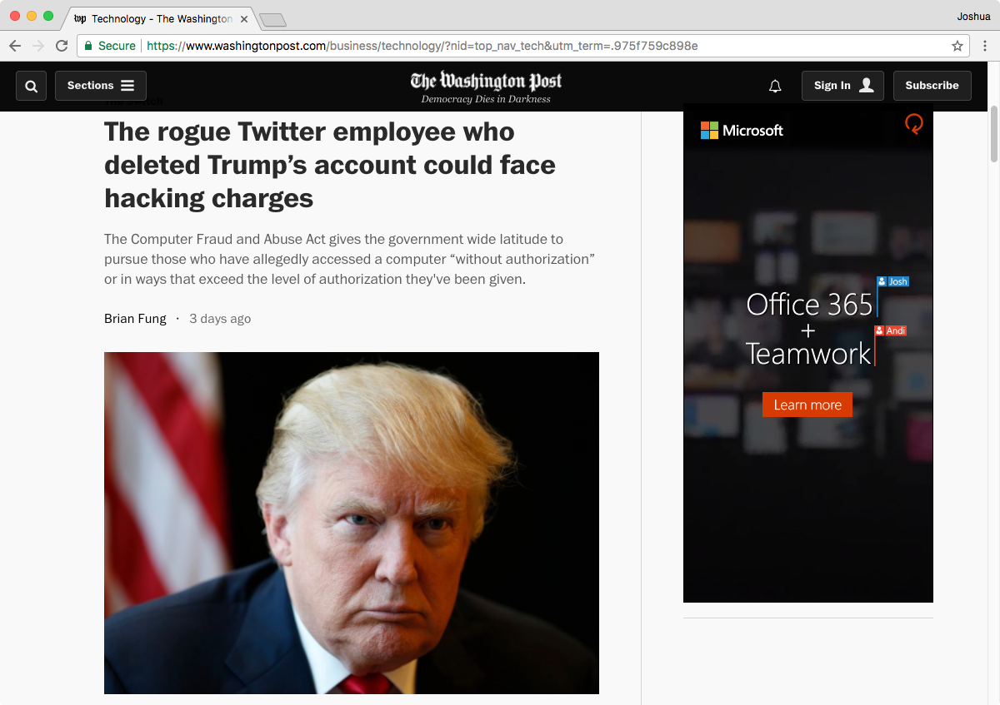 Technology - The Washington
Joshua
Secure https://www.washingtonpost.com/business/technology/?nid=top_nav_tech&utm_term=.975f759c898e
Sections
The Washington Post
Democracy Dies in Darkness
Sign In
Subscribe
The rogue Twitter employee who
deleted Trump’s account could face
hacking charges
The Computer Fraud and Abuse Act gives the government wide latitude to
pursue those who have allegedly accessed a computer “without authorization”
or in ways that exceed the level of authorization they've been given.
Brian Fung · 3 days ago
Microsoft
Josh
Office 365
+
Andi
Teamwork
Learn more